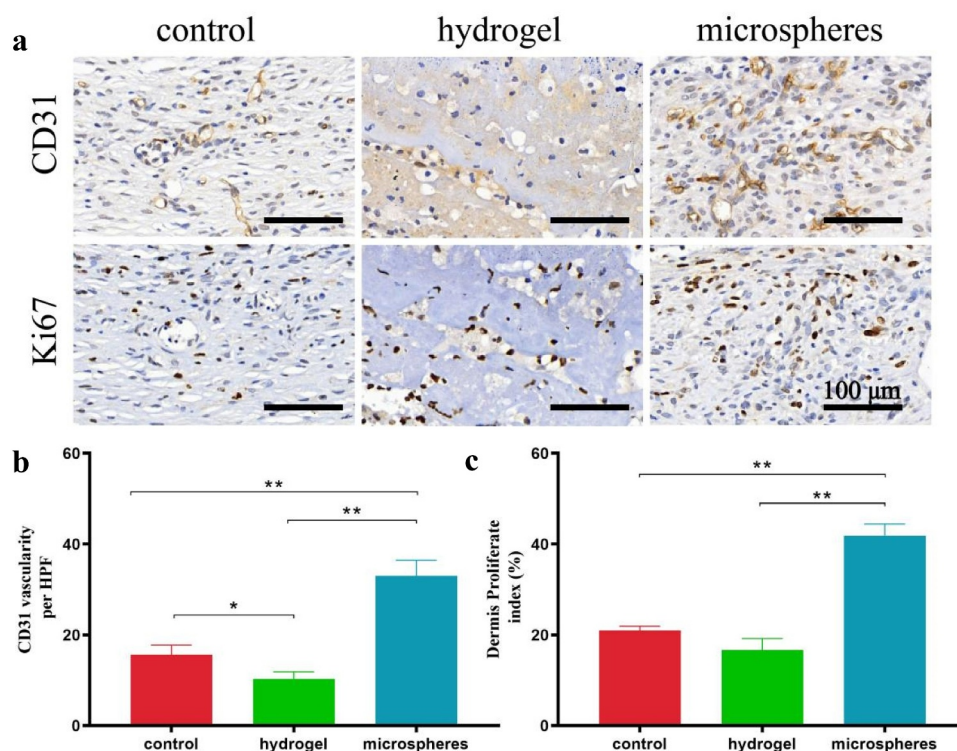 a
control hydrogel microspheres
CD31
Ki67
100 μm
b
60
40
20
0
CD31 vascularity
per HPF
**
**
*
control hydrogel microspheres
c
60
40
20
0
Dermis Proliferate
index (%)
**
**
control hydrogel microspheres